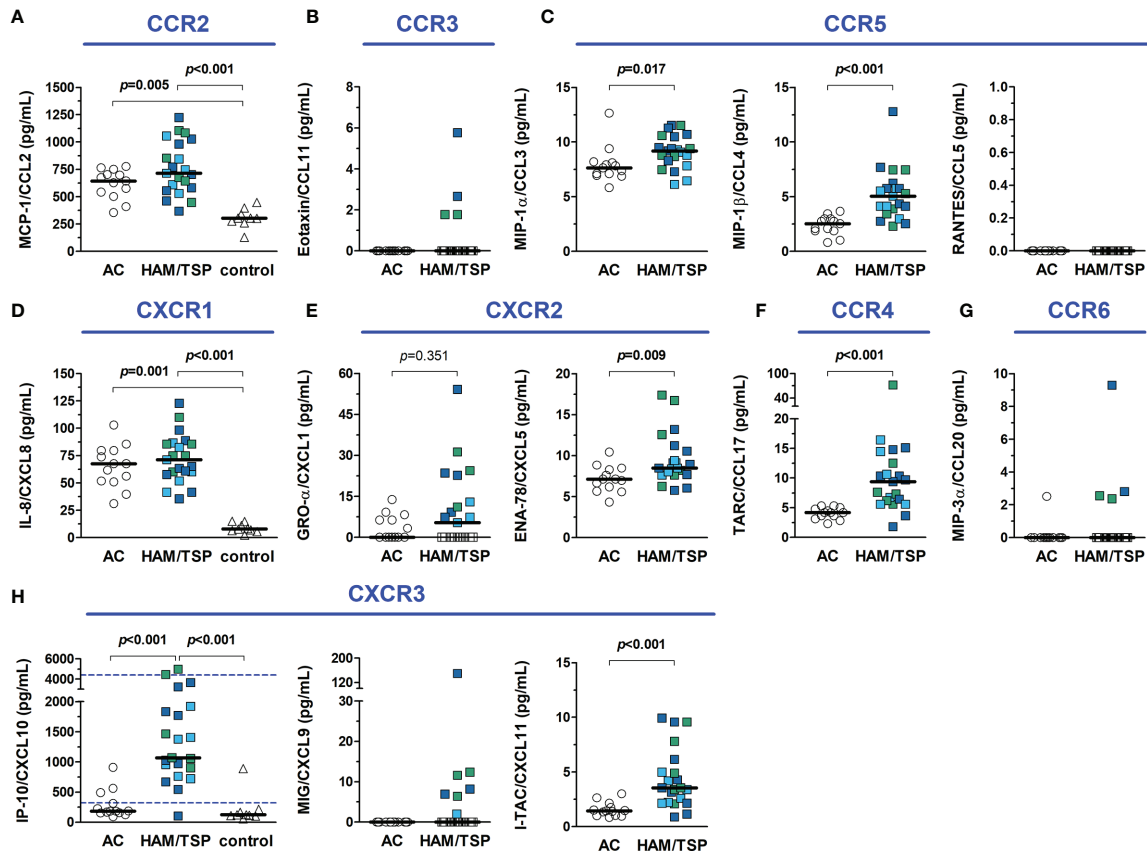 A CCR2
MCP-1/CCL2 (pg/mL)
p<0.001
p=0.005
1500
1250
1000
750
500
250
0
AC HAM/TSP control
B CCR3
Eotaxin/CCL11 (pg/mL)
8
6
4
2
0
AC HAM/TSP
C CCR5
MIP-1α/CCL3 (pg/mL)
p=0.017
15
10
5
0
AC HAM/TSP
MIP-1β/CCL4 (pg/mL)
p<0.001
15
10
5
0
AC HAM/TSP
RANTES/CCL5 (pg/mL)
1.0
0.8
0.6
0.4
0.2
0.0
AC HAM/TSP
D CXCR1
IL-8/CXCL8 (pg/mL)
p<0.001
p=0.001
150
125
100
75
50
25
0
AC HAM/TSP control
E CXCR2
GRO-α/CXCL1 (pg/mL)
p=0.351
60
45
30
15
0
AC HAM/TSP
ENA-78/CXCL5 (pg/mL)
p=0.009
20
15
10
5
0
AC HAM/TSP
F CCR4
TARC/CCL17 (pg/mL)
p<0.001
100
40
20
15
10
5
0
AC HAM/TSP
G CCR6
MIP-3α/CCL20 (pg/mL)
10
8
6
4
2
0
AC HAM/TSP
H CXCR3
IP-10/CXCL10 (pg/mL)
p<0.001 p<0.001
6000
4000
2000
1500
1000
500
0
AC HAM/TSP control
MIG/CXCL9 (pg/mL)
200
120
30
20
10
0
AC HAM/TSP
I-TAC/CXCL11 (pg/mL)
p<0.001
15
10
5
0
AC HAM/TSP